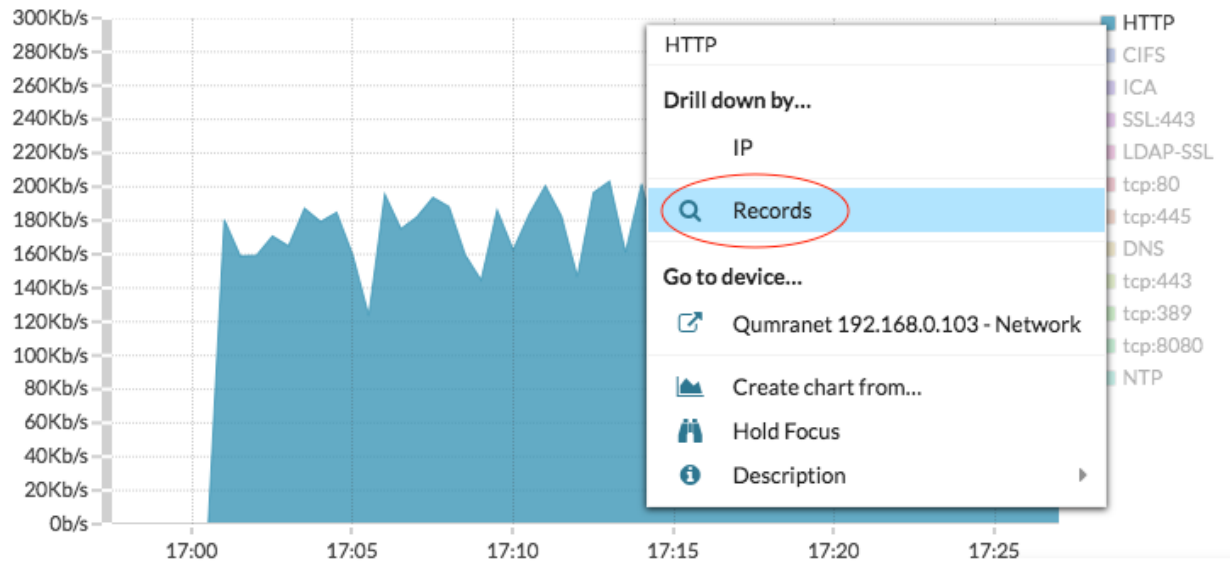 300Kb/s
280Kb/s
260Kb/s
240Kb/s
220Kb/s
200Kb/s
180Kb/s
160Kb/s
140Kb/s
120Kb/s
100Kb/s
80Kb/s
60Kb/s
40Kb/s
20Kb/s
0b/s
17:00
17:05
17:10
17:15
17:20
17:25
HTTP
Drill down by...
IP
Records
Go to device...
Qumranet 192.168.0.103 - Network
Create chart from...
Hold Focus
Description
HTTP
CIFS
ICA
SSL:443
LDAP-SSL
tcp:80
tcp:445
DNS
tcp:443
tcp:389
tcp:8080
NTP